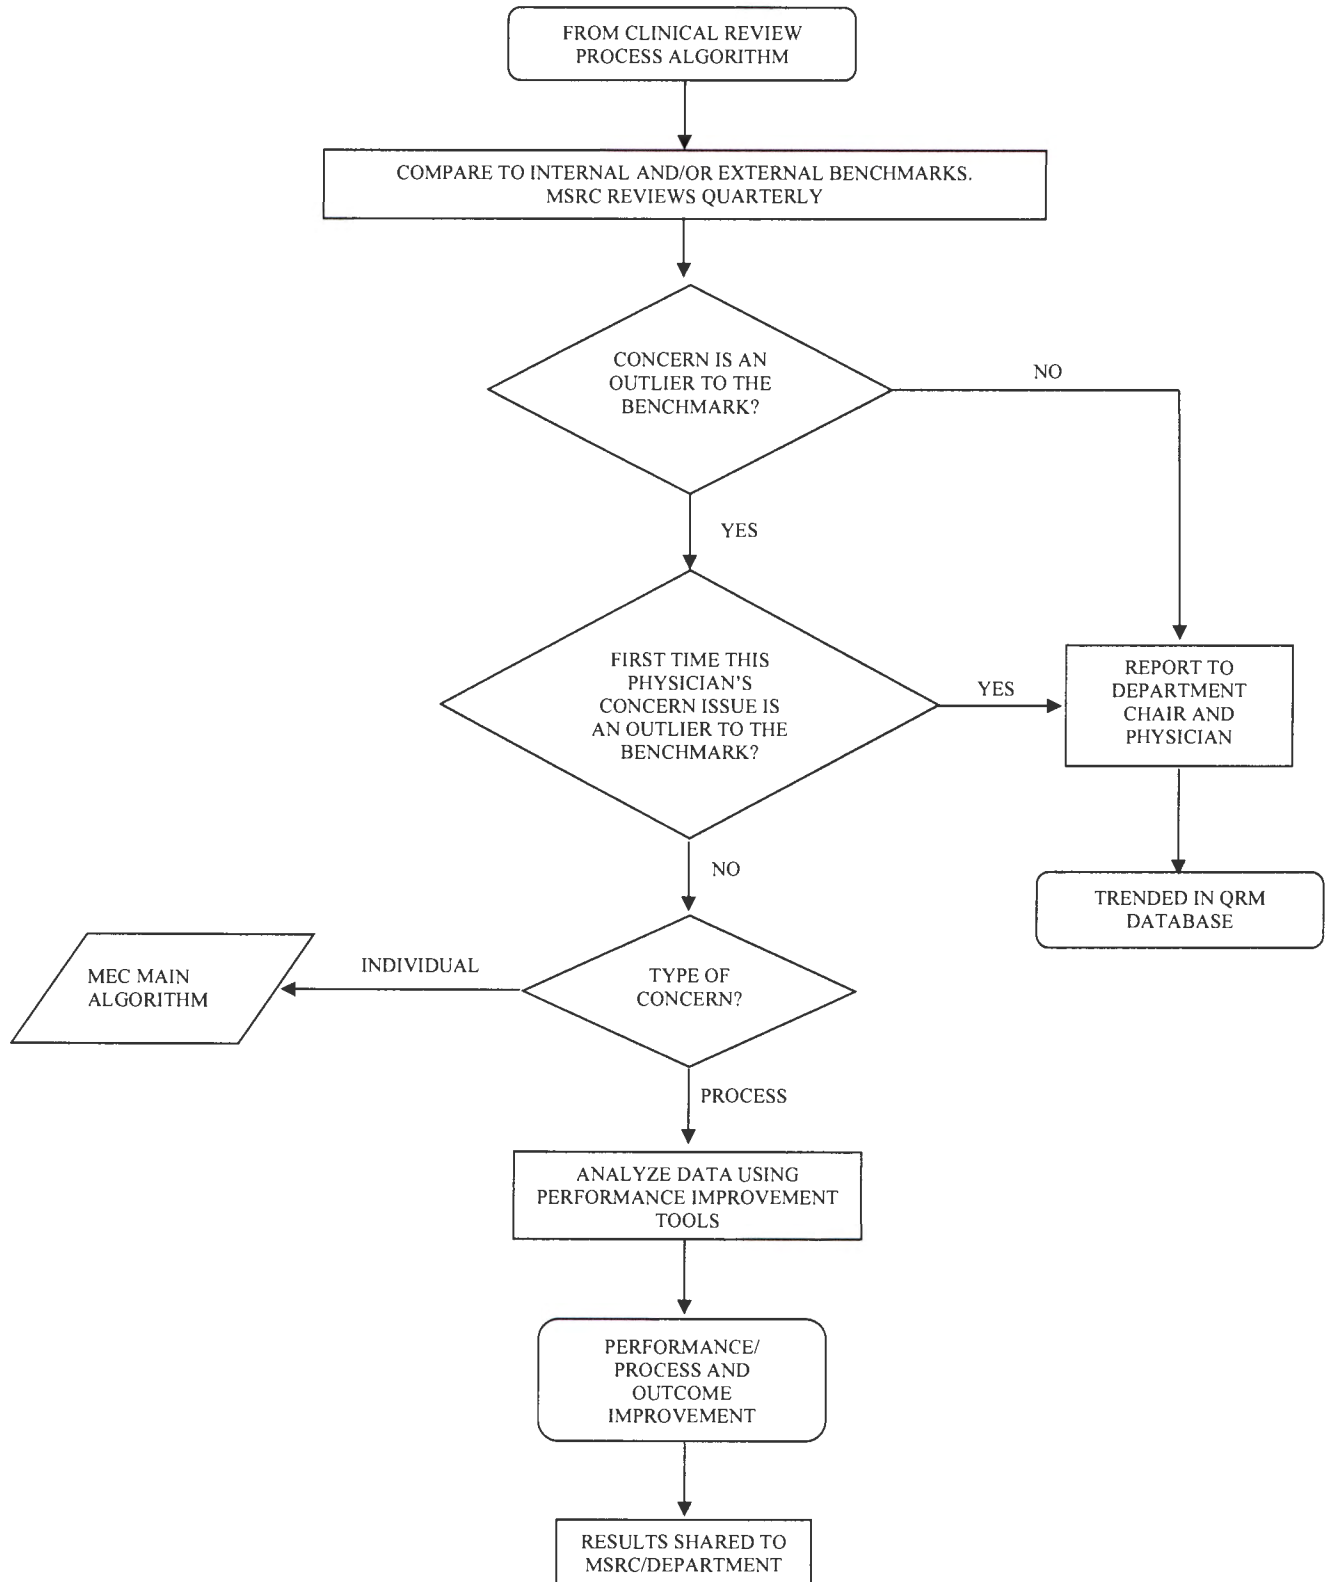 FROM CLINICAL REVIEW
PROCESS ALGORITHM
COMPARE TO INTERNAL AND/OR EXTERNAL BENCHMARKS.
MSRC REVIEWS QUARTERLY
CONCERN IS AN
OUTLIER TO THE
BENCHMARK?
NO
YES
FIRST TIME THIS
PHYSICIAN'S
CONCERN ISSUE IS
AN OUTLIER TO THE
BENCHMARK?
YES
REPORT TO
DEPARTMENT
CHAIR AND
PHYSICIAN
NO
TRENDED IN QRM
DATABASE
INDIVIDUAL
MEC MAIN
ALGORITHM
TYPE OF
CONCERN?
PROCESS
ANALYZE DATA USING
PERFORMANCE IMPROVEMENT
TOOLS
PERFORMANCE/
PROCESS AND
OUTCOME
IMPROVEMENT
RESULTS SHARED TO
MSRC/DEPARTMENT